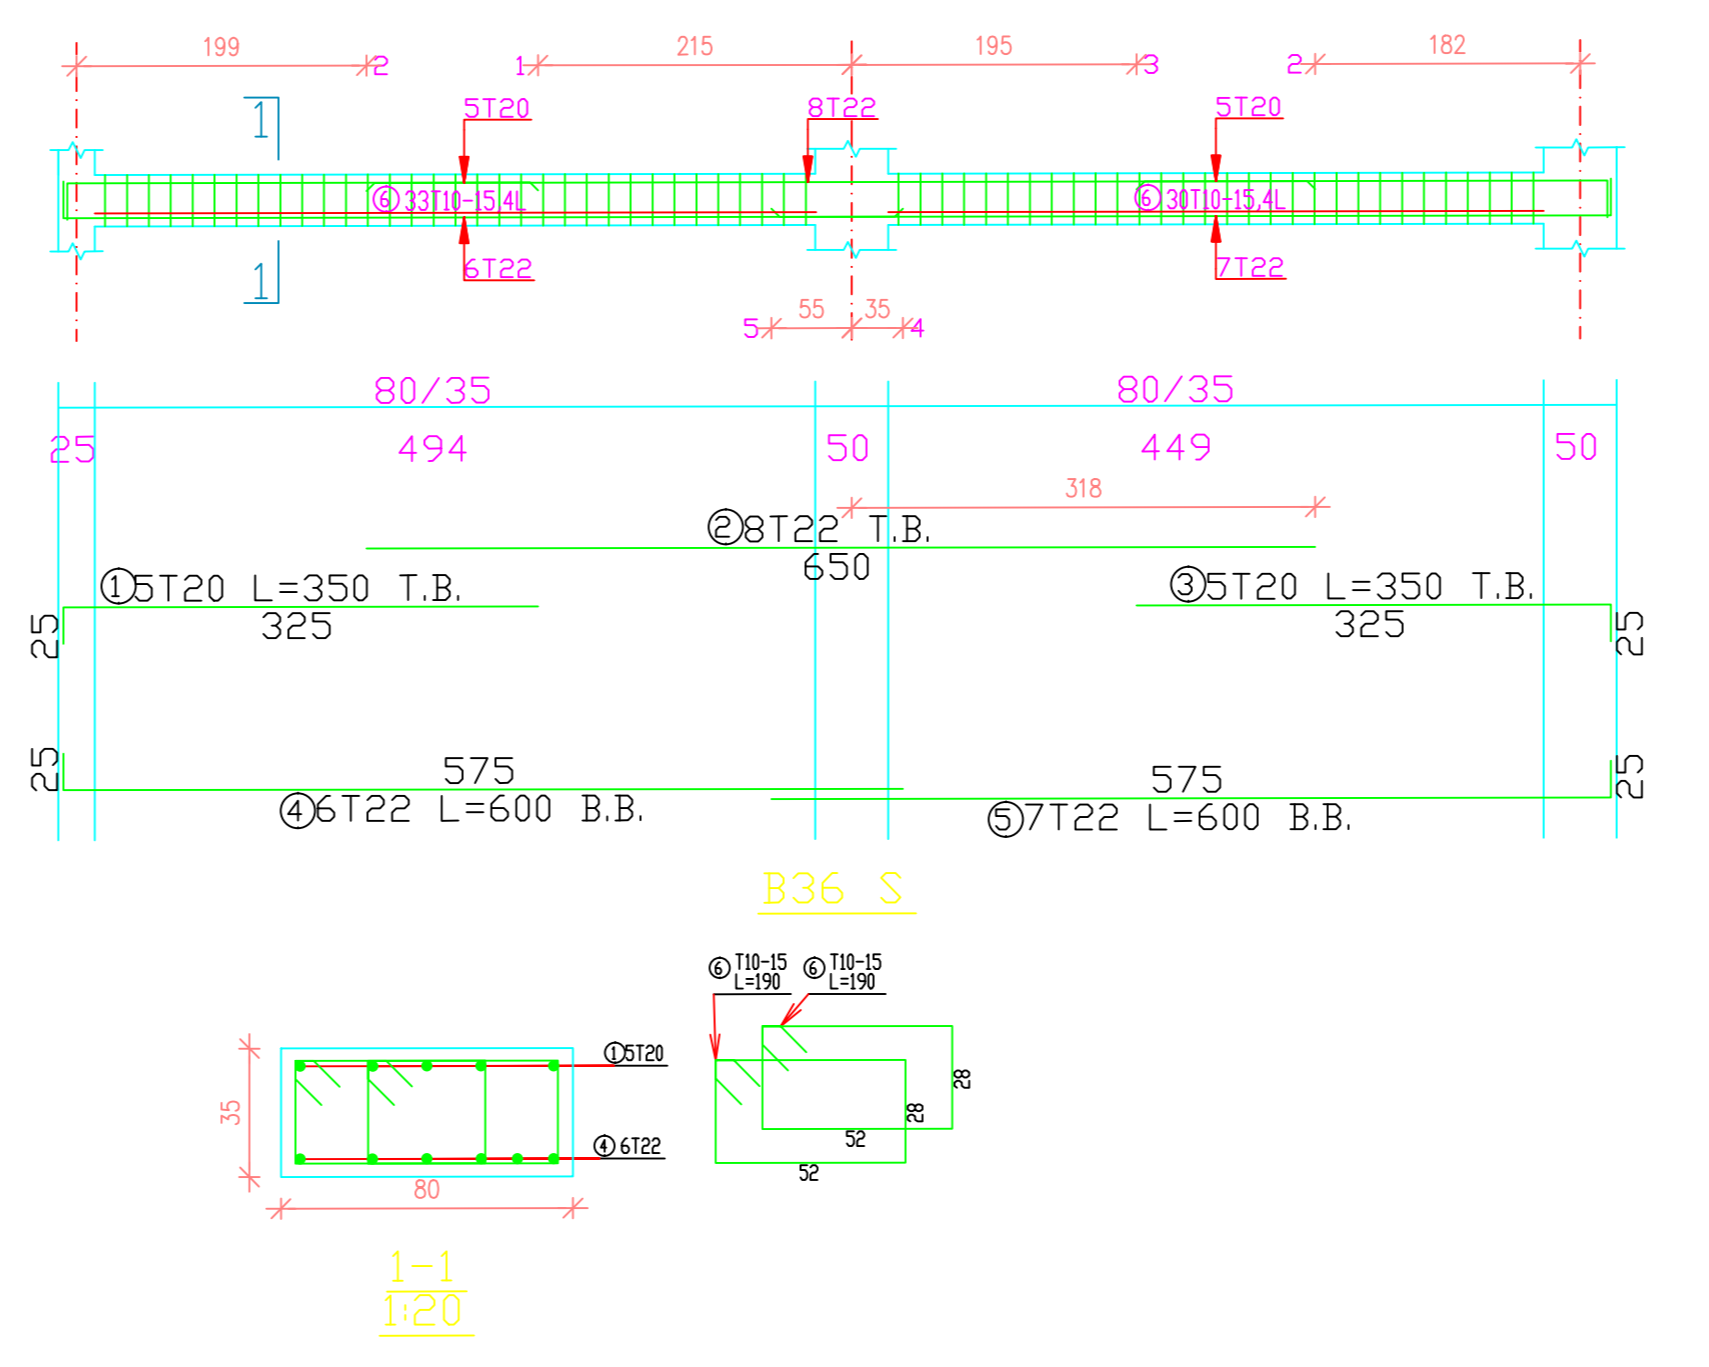 199 2 1 215 195 3 2 182
1 5T20 8T22 5T20
⑥ 33T10-15,4L ⑥ 30T10-15,4L
1 6T22 7T22
5 55 35 4
80/35 80/35
25 494 50 449 50
318
②8T22 T.B.
650
①5T20 L=350 T.B. ③5T20 L=350 T.B.
25 325 325 25
25 575 575 25
④6T22 L=600 B.B. ⑤7T22 L=600 B.B.
B36 S
⑥ T10-15 ⑥ T10-15
L=190 L=190
①5T20
35 28
28
④ 6T22 52
52
80
1-1
1:20